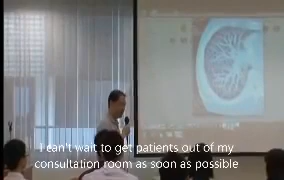 I can't wait to get patients out of my
consultation room as soon as possible